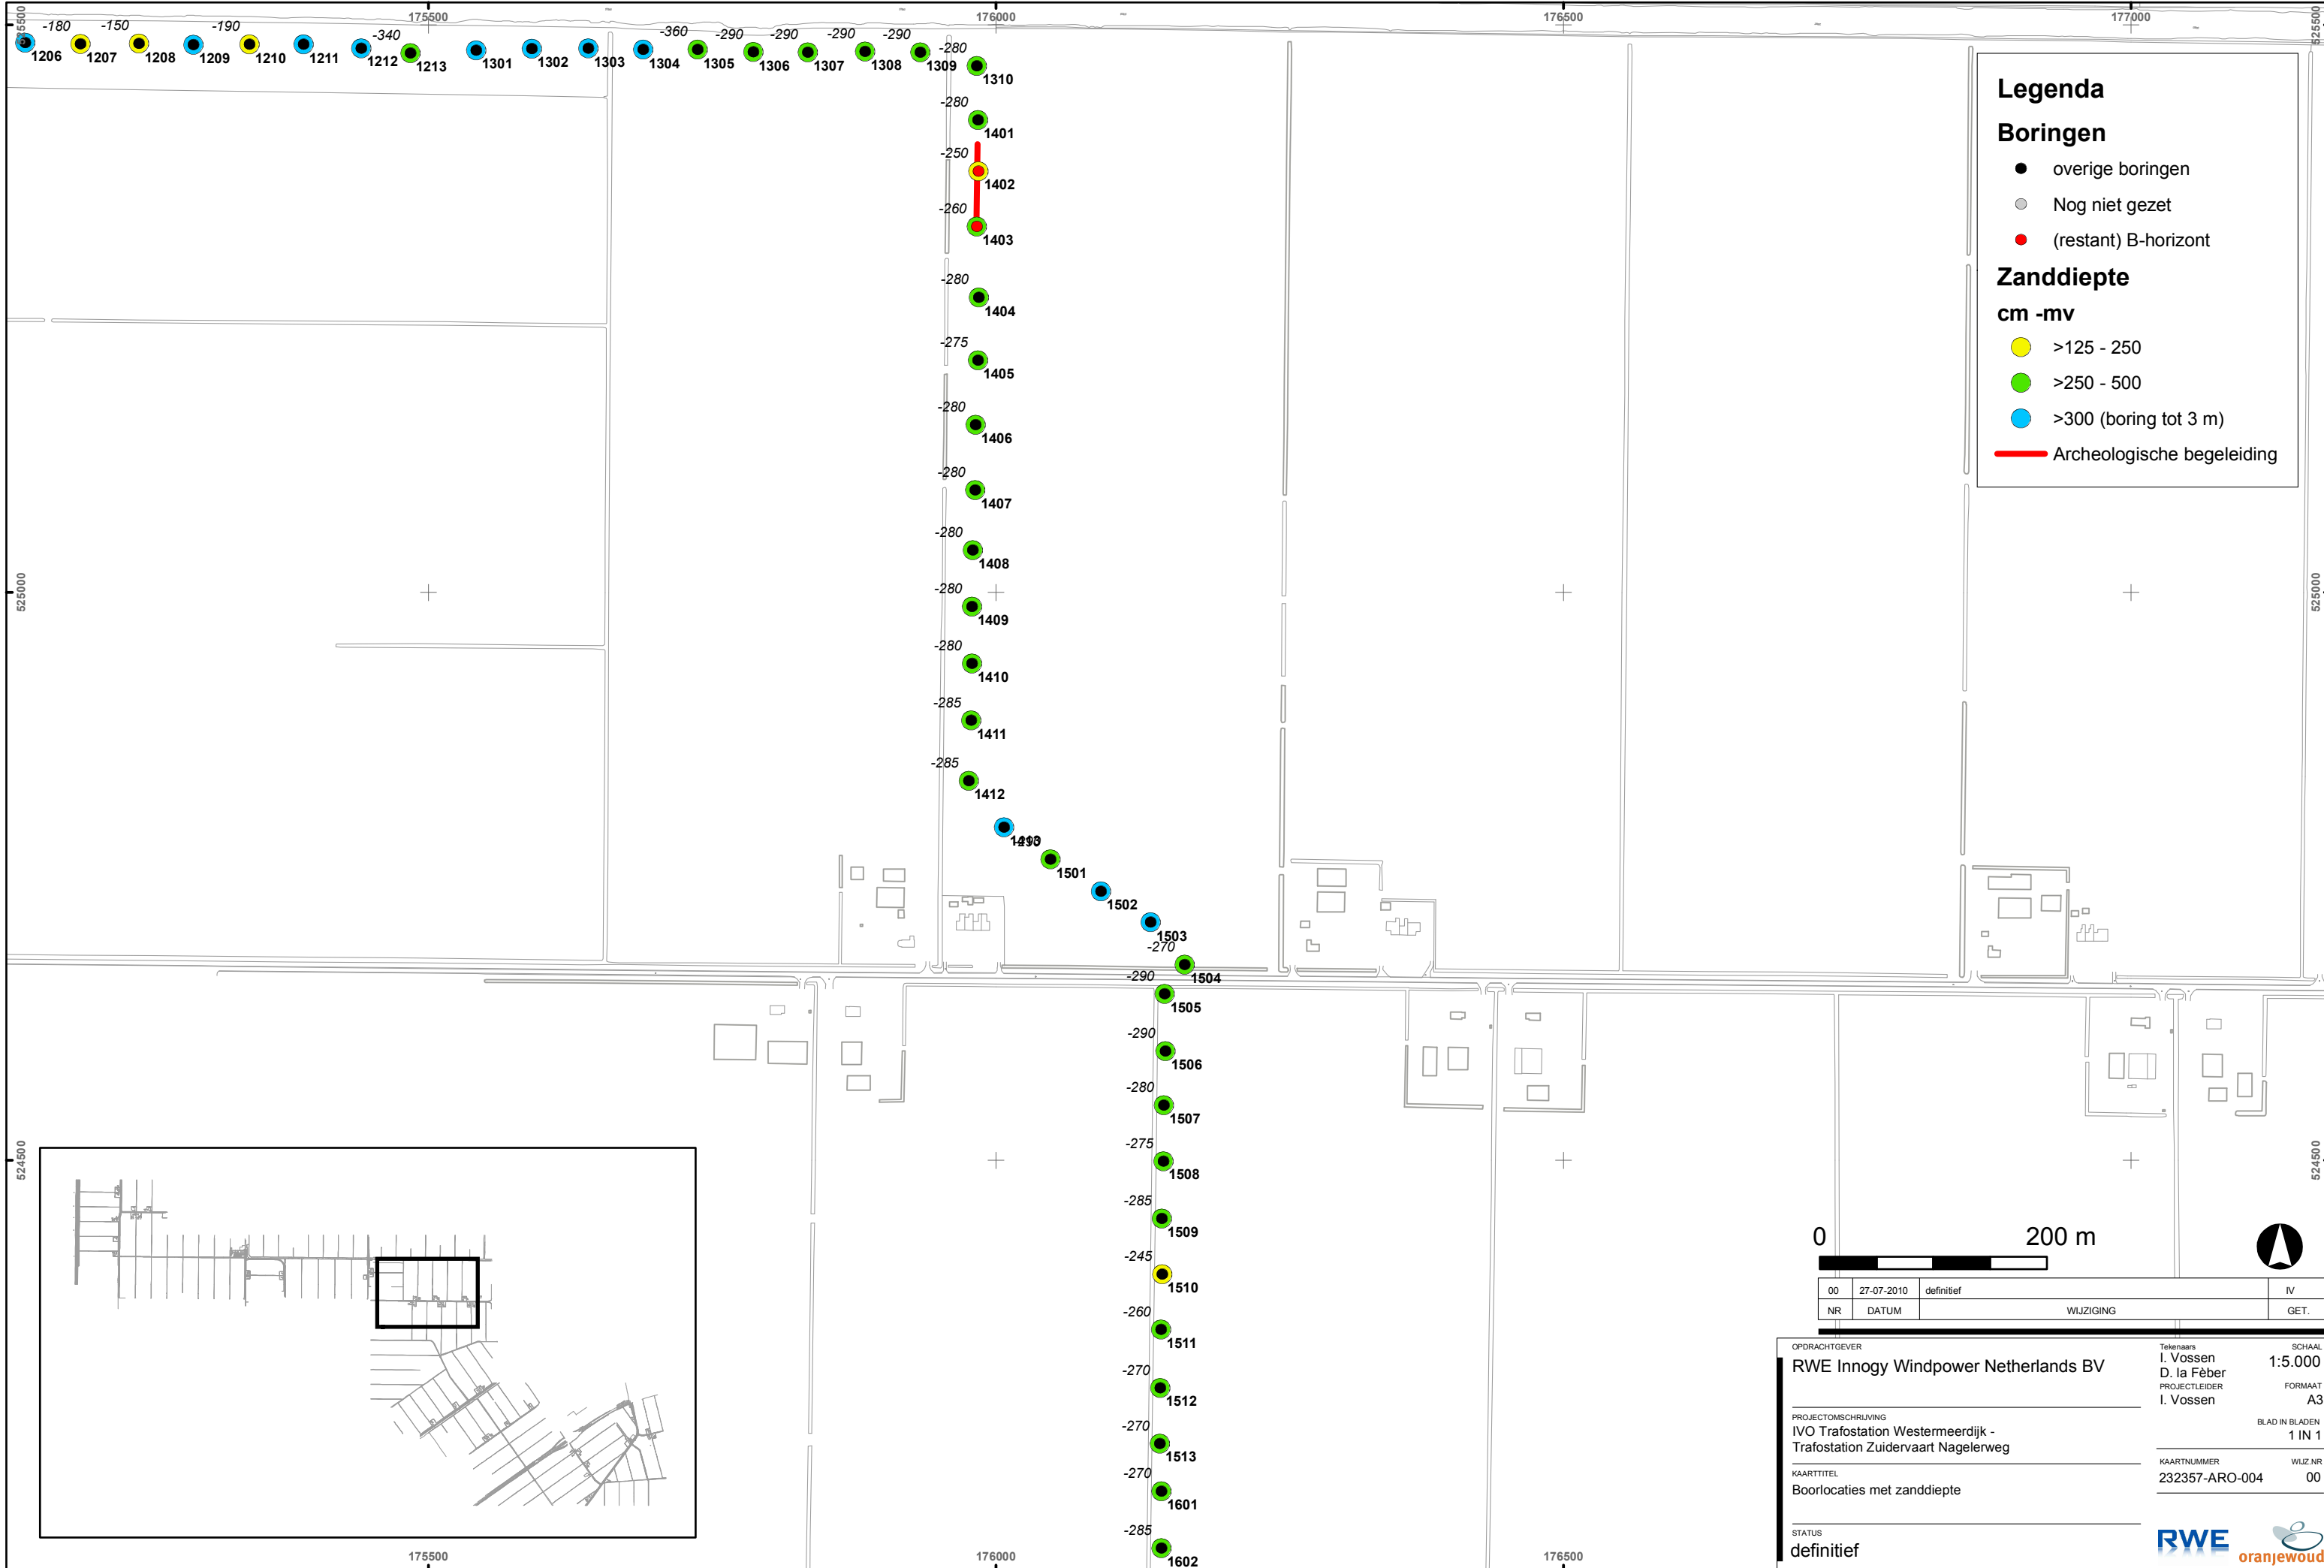 175500
176000
176500
177000
525500
525500
-180
-150
-190
-340
-360
-290
-290
-290
-290
-280
1206
1207
1208
1209
1210
1211
1212
1213
1301
1302
1303
1304
1305
1306
1307
1308
1309
1310
-280
1401
-250
1402
-260
1403
-280
1404
-275
1405
-280
1406
-280
1407
-280
1408
-280
1409
-280
1410
-285
1411
-285
1412
1413
1501
1502
1503
-270
1504
-290
1505
-290
1506
-280
1507
-275
1508
-285
1509
-245
1510
-260
1511
-270
1512
-270
1513
-270
1601
-285
1602
525000
525000
524500
524500
175500
176000
176500
Legenda
Boringen
overige boringen
Nog niet gezet
(restant) B-horizont
Zanddiepte
cm -mv
>125 - 250
>250 - 500
>300 (boring tot 3 m)
Archeologische begeleiding
0 200 m
00 27-07-2010 definitief IV
NR DATUM WIJZIGING GET.
OPDRACHTGEVER
RWE Innogy Windpower Netherlands BV
PROJECTOMSCHRIJVING
IVO Trafostation Westermeerdijk -
Trafostation Zuidervaart Nagelerweg
KAARTTITEL
Boorlocaties met zanddiepte
STATUS
definitief
Tekenaars
I. Vossen
D. la Fèber
PROJECTLEIDER
I. Vossen
SCHAAL
1:5.000
FORMAAT
A3
BLAD IN BLADEN
1 IN 1
KAARTNUMMER
232357-ARO-004
WIJZ.NR
00
RWE
oranjewoud